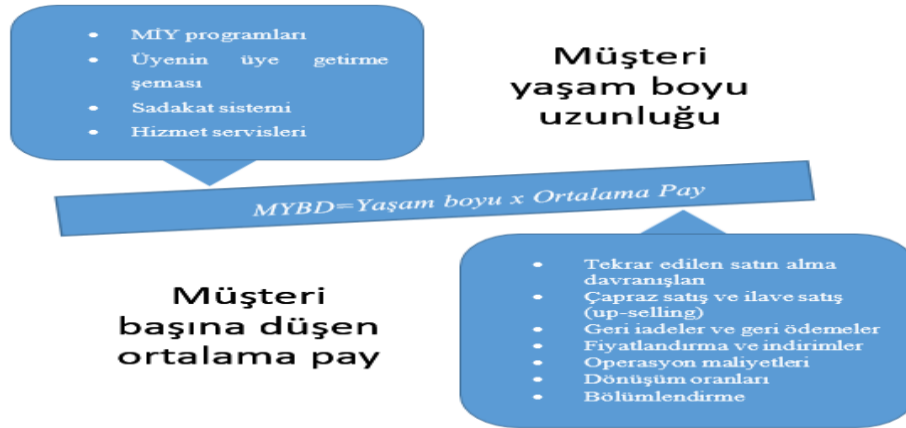 • MİY programları
• Üyenin üye getirme
şeması
• Sadakat sistemi
• Hizmet servisleri
Müşteri
yaşam boyu
uzunluğu
MYBD=Yaşam boyu x Ortalama Pay
Müşteri
başına düşen
ortalama pay
• Tekrar edilen satın alma
davranışları
• Çapraz satış ve ilave satış
(up-selling)
• Geri iadeler ve geri ödemeler
• Fiyatlandırma ve indirimler
• Operasyon maliyetleri
• Dönüşüm oranları
• Bölümlendirme